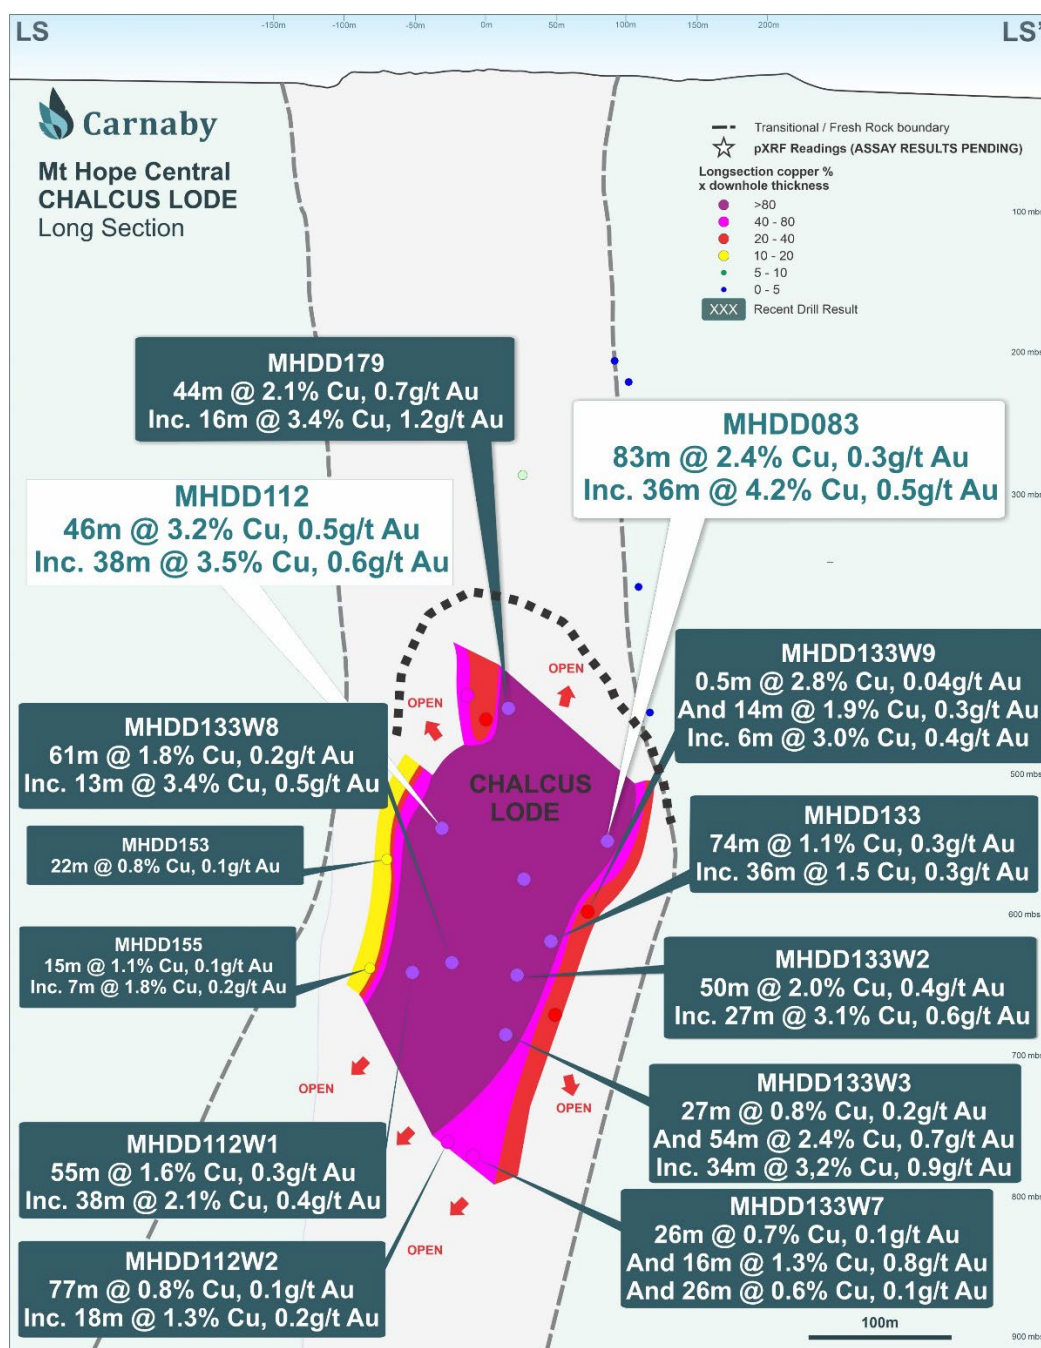 LS
LS'
-150m
-100m
-50m
0m
50m
100m
150m
200m
Carnaby
Mt Hope Central
CHALCUS LODE
Long Section
Transitional / Fresh Rock boundary
pXRF Readings (ASSAY RESULTS PENDING)
Longsection copper %
x downhole thickness
>80
40 - 80
20 - 40
10 - 20
5 - 10
0 - 5
XXX Recent Drill Result
100 mbs
200 mbs
300 mbs
500 mbs
600 mbs
700 mbs
800 mbs
900 mbs
MHDD179
44m @ 2.1% Cu, 0.7g/t Au
Inc. 16m @ 3.4% Cu, 1.2g/t Au
MHDD083
83m @ 2.4% Cu, 0.3g/t Au
Inc. 36m @ 4.2% Cu, 0.5g/t Au
MHDD112
46m @ 3.2% Cu, 0.5g/t Au
Inc. 38m @ 3.5% Cu, 0.6g/t Au
MHDD133W9
0.5m @ 2.8% Cu, 0.04g/t Au
And 14m @ 1.9% Cu, 0.3g/t Au
Inc. 6m @ 3.0% Cu, 0.4g/t Au
OPEN
OPEN
MHDD133W8
61m @ 1.8% Cu, 0.2g/t Au
Inc. 13m @ 3.4% Cu, 0.5g/t Au
CHALCUS
LODE
MHDD133
74m @ 1.1% Cu, 0.3g/t Au
Inc. 36m @ 1.5 Cu, 0.3g/t Au
MHDD153
22m @ 0.8% Cu, 0.1g/t Au
MHDD155
15m @ 1.1% Cu, 0.1g/t Au
Inc. 7m @ 1.8% Cu, 0.2g/t Au
MHDD133W2
50m @ 2.0% Cu, 0.4g/t Au
Inc. 27m @ 3.1% Cu, 0.6g/t Au
OPEN
OPEN
MHDD133W3
27m @ 0.8% Cu, 0.2g/t Au
And 54m @ 2.4% Cu, 0.7g/t Au
Inc. 34m @ 3,2% Cu, 0.9g/t Au
MHDD112W1
55m @ 1.6% Cu, 0.3g/t Au
Inc. 38m @ 2.1% Cu, 0.4g/t Au
MHDD133W7
26m @ 0.7% Cu, 0.1g/t Au
And 16m @ 1.3% Cu, 0.8g/t Au
And 26m @ 0.6% Cu, 0.1g/t Au
OPEN
MHDD112W2
77m @ 0.8% Cu, 0.1g/t Au
Inc. 18m @ 1.3% Cu, 0.2g/t Au
100m